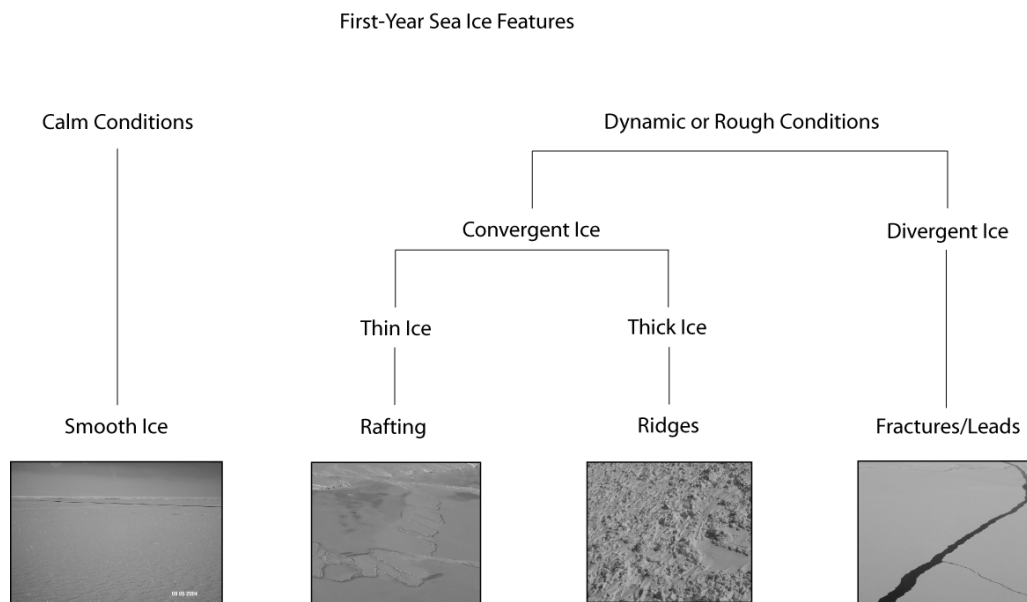 First-Year Sea Ice Features
Calm Conditions
Dynamic or Rough Conditions
Convergent Ice
Divergent Ice
Thin Ice
Thick Ice
Smooth Ice
Rafting
Ridges
Fractures/Leads